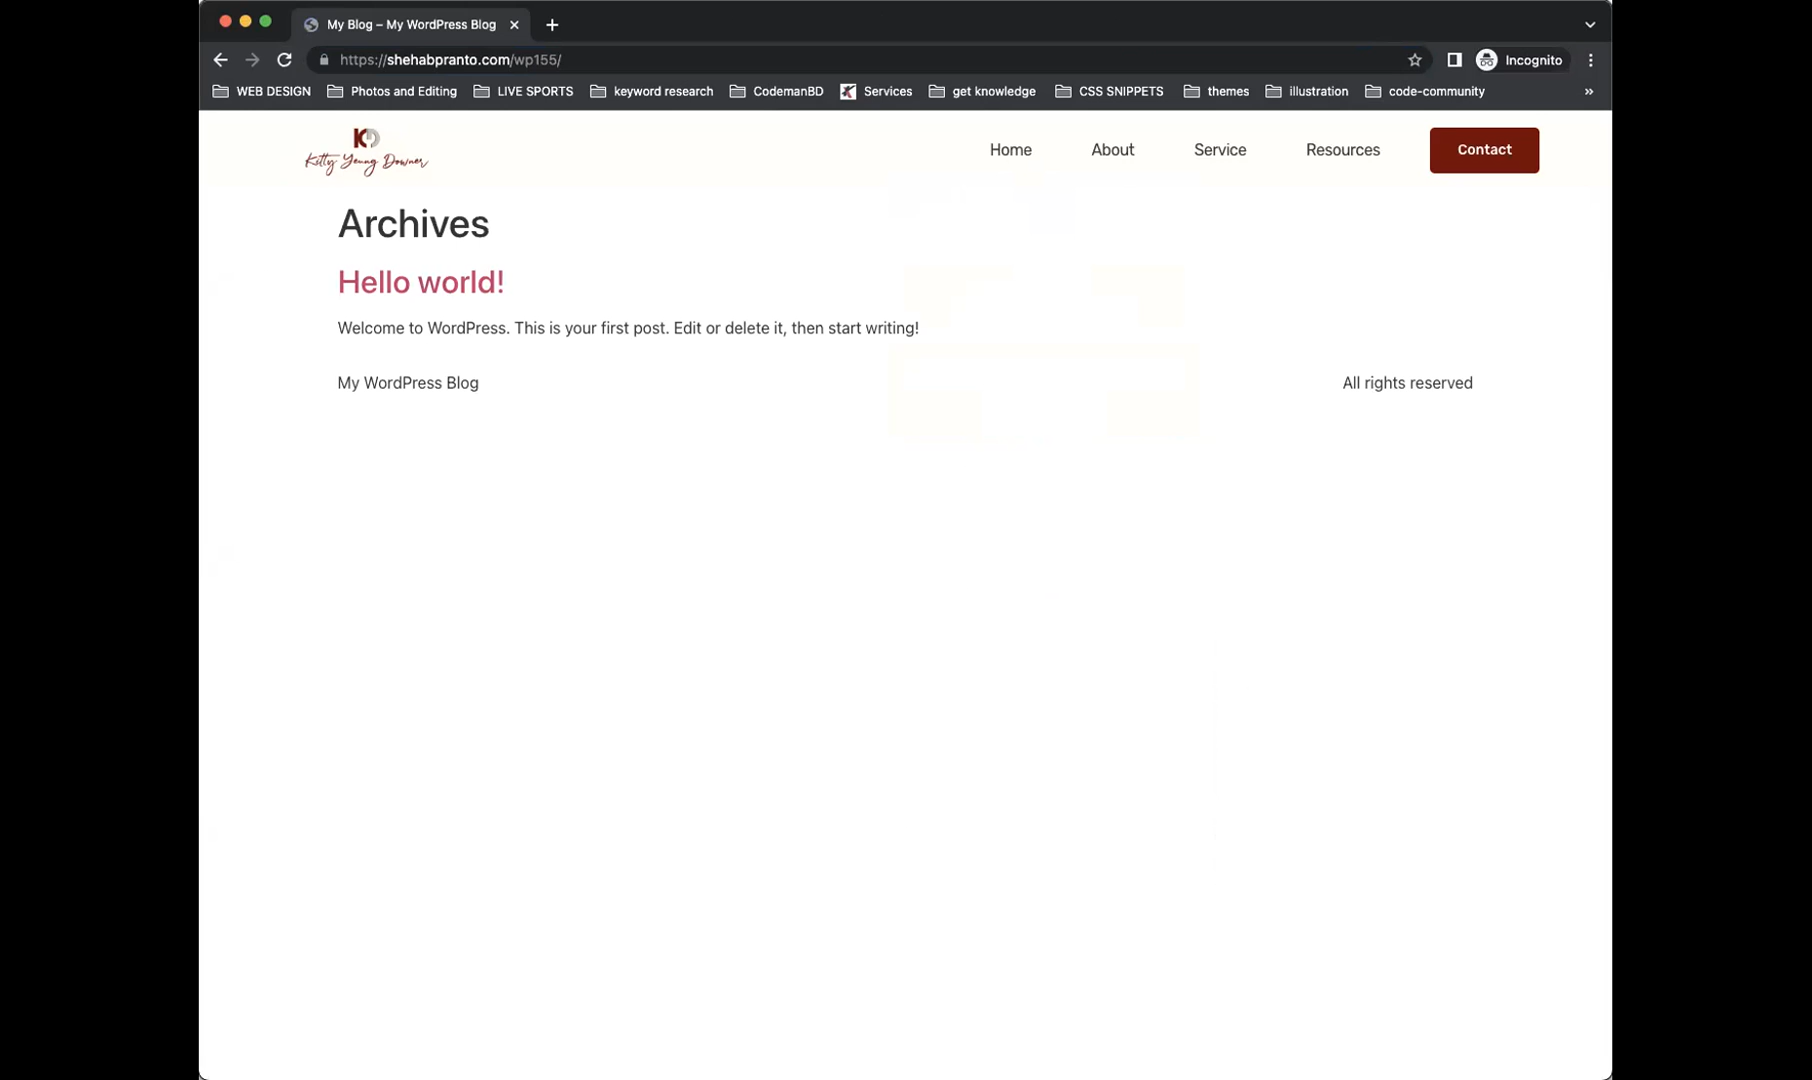 My Blog – My WordPress Blog
https://shehabpranto.com/wp155/
Incognito
WEB DESIGN Photos and Editing LIVE SPORTS keyword research CodemanBD Services get knowledge CSS SNIPPETS themes illustration code-community »
KD
Kitty Yeung Downer
Home About Service Resources Contact
Archives
Hello world!
Welcome to WordPress. This is your first post. Edit or delete it, then start writing!
My WordPress Blog All rights reserved